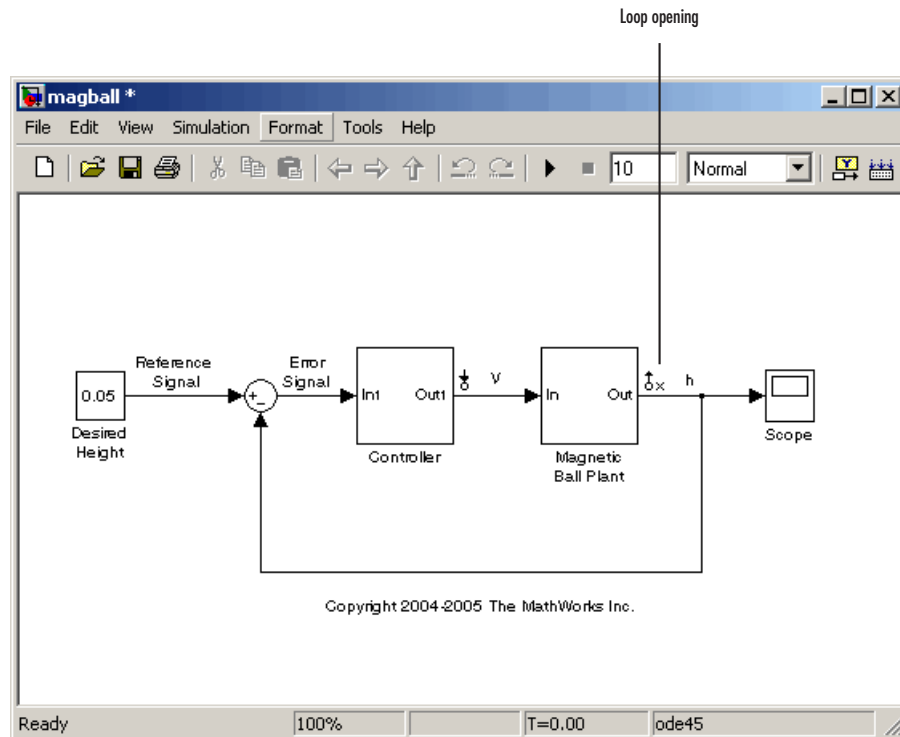 Loop opening
magball *
File Edit View Simulation Format Tools Help
10 Normal
Reference
Signal
Error
Signal
0.05
+
−
In1 Out1
V
In Out
x
h
Desired
Height
Controller
Magnetic
Ball Plant
Scope
Copyright 2004-2005 The MathWorks Inc.
Ready 100% T=0.00 ode45